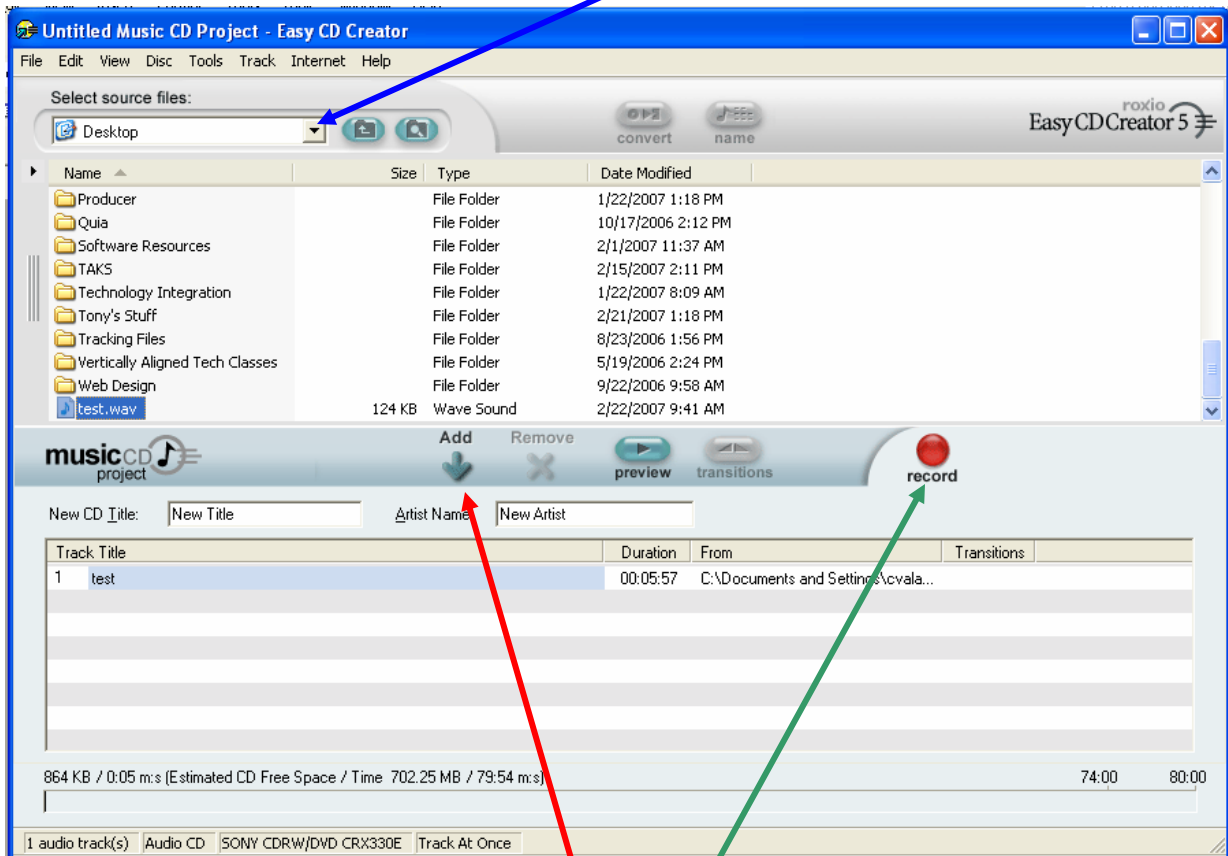 Untitled Music CD Project - Easy CD Creator
File Edit View Disc Tools Track Internet Help
Select source files:
Desktop
convert name
roxio
Easy CD Creator 5
Name Size Type Date Modified
Producer File Folder 1/22/2007 1:18 PM
Quia File Folder 10/17/2006 2:12 PM
Software Resources File Folder 2/1/2007 11:37 AM
TAKS File Folder 2/15/2007 2:11 PM
Technology Integration File Folder 1/22/2007 8:09 AM
Tony's Stuff File Folder 2/21/2007 1:18 PM
Tracking Files File Folder 8/23/2006 1:56 PM
Vertically Aligned Tech Classes File Folder 5/19/2006 2:24 PM
Web Design File Folder 9/22/2006 9:58 AM
test.wav 124 KB Wave Sound 2/22/2007 9:41 AM
Add Remove
musicCD
project
preview transitions record
New CD Title: New Title Artist Name New Artist
Track Title Duration From Transitions
1 test 00:05:57 C:\Documents and Settings\cvala...
864 KB / 0:05 m:s (Estimated CD Free Space / Time 702.25 MB / 79:54 m:s) 74:00 80:00
1 audio track(s) Audio CD SONY CDRW/DVD CRX330E Track At Once